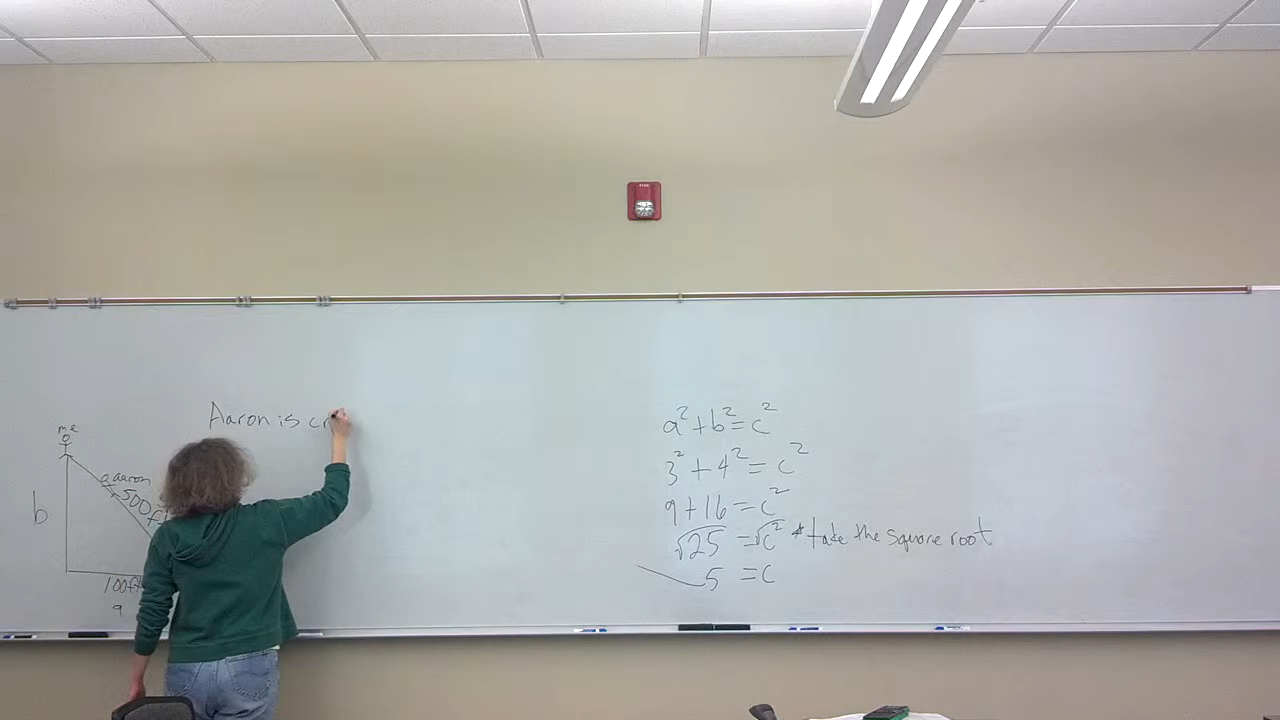 Aaron is cr
me
aaron
500ft
b
100ft
a
a²+b²=c²
3²+4²=c²
9+16=c²
√25=√c² *take the square root
5=c